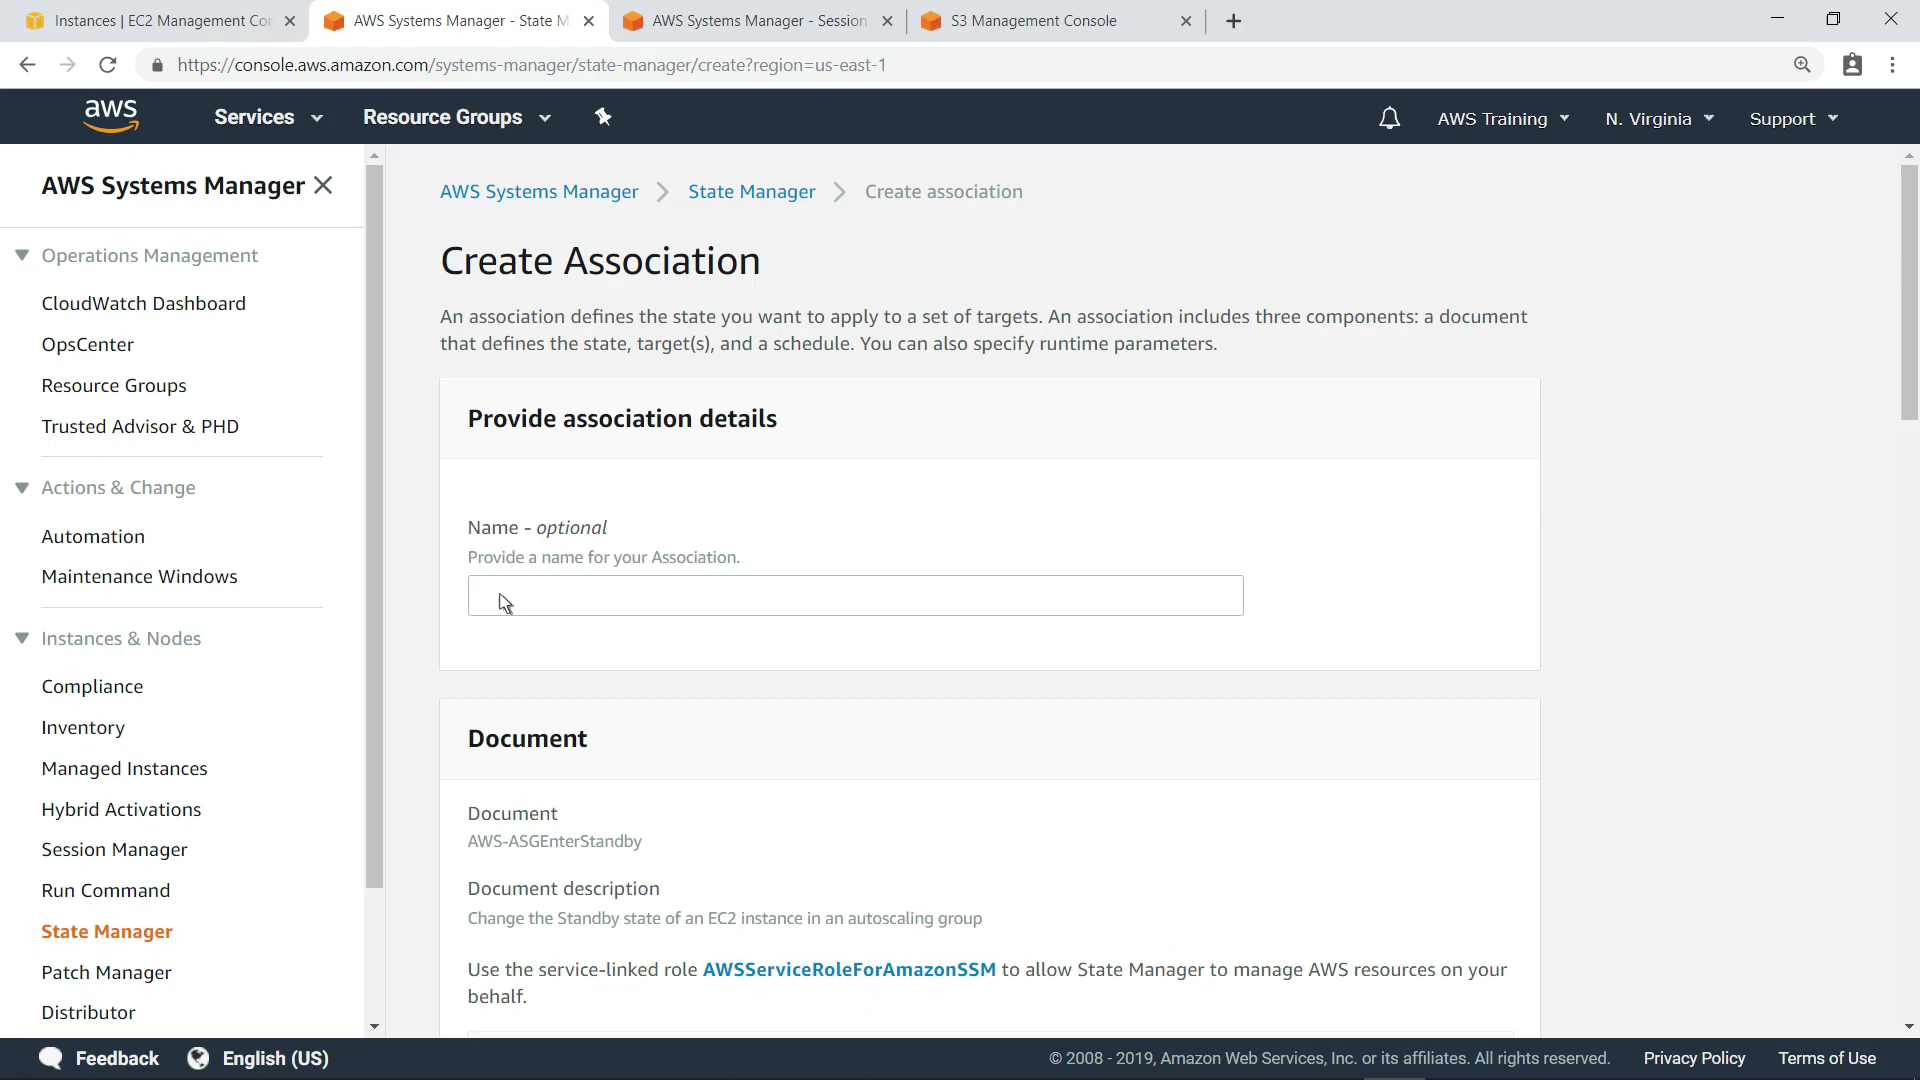 Instances | EC2 Management Cor
AWS Systems Manager - State M
AWS Systems Manager - Session
S3 Management Console
https://console.aws.amazon.com/systems-manager/state-manager/create?region=us-east-1
aws
Services
Resource Groups
AWS Training
N. Virginia
Support
AWS Systems Manager
Operations Management
CloudWatch Dashboard
OpsCenter
Resource Groups
Trusted Advisor & PHD
Actions & Change
Automation
Maintenance Windows
Instances & Nodes
Compliance
Inventory
Managed Instances
Hybrid Activations
Session Manager
Run Command
State Manager
Patch Manager
Distributor
AWS Systems Manager
State Manager
Create association
Create Association
An association defines the state you want to apply to a set of targets. An association includes three components: a document
that defines the state, target(s), and a schedule. You can also specify runtime parameters.
Provide association details
Name - optional
Provide a name for your Association.
Document
Document
AWS-ASGEnterStandby
Document description
Change the Standby state of an EC2 instance in an autoscaling group
Use the service-linked role AWSServiceRoleForAmazonSSM to allow State Manager to manage AWS resources on your
behalf.
Feedback
English (US)
© 2008 - 2019, Amazon Web Services, Inc. or its affiliates. All rights reserved.
Privacy Policy
Terms of Use